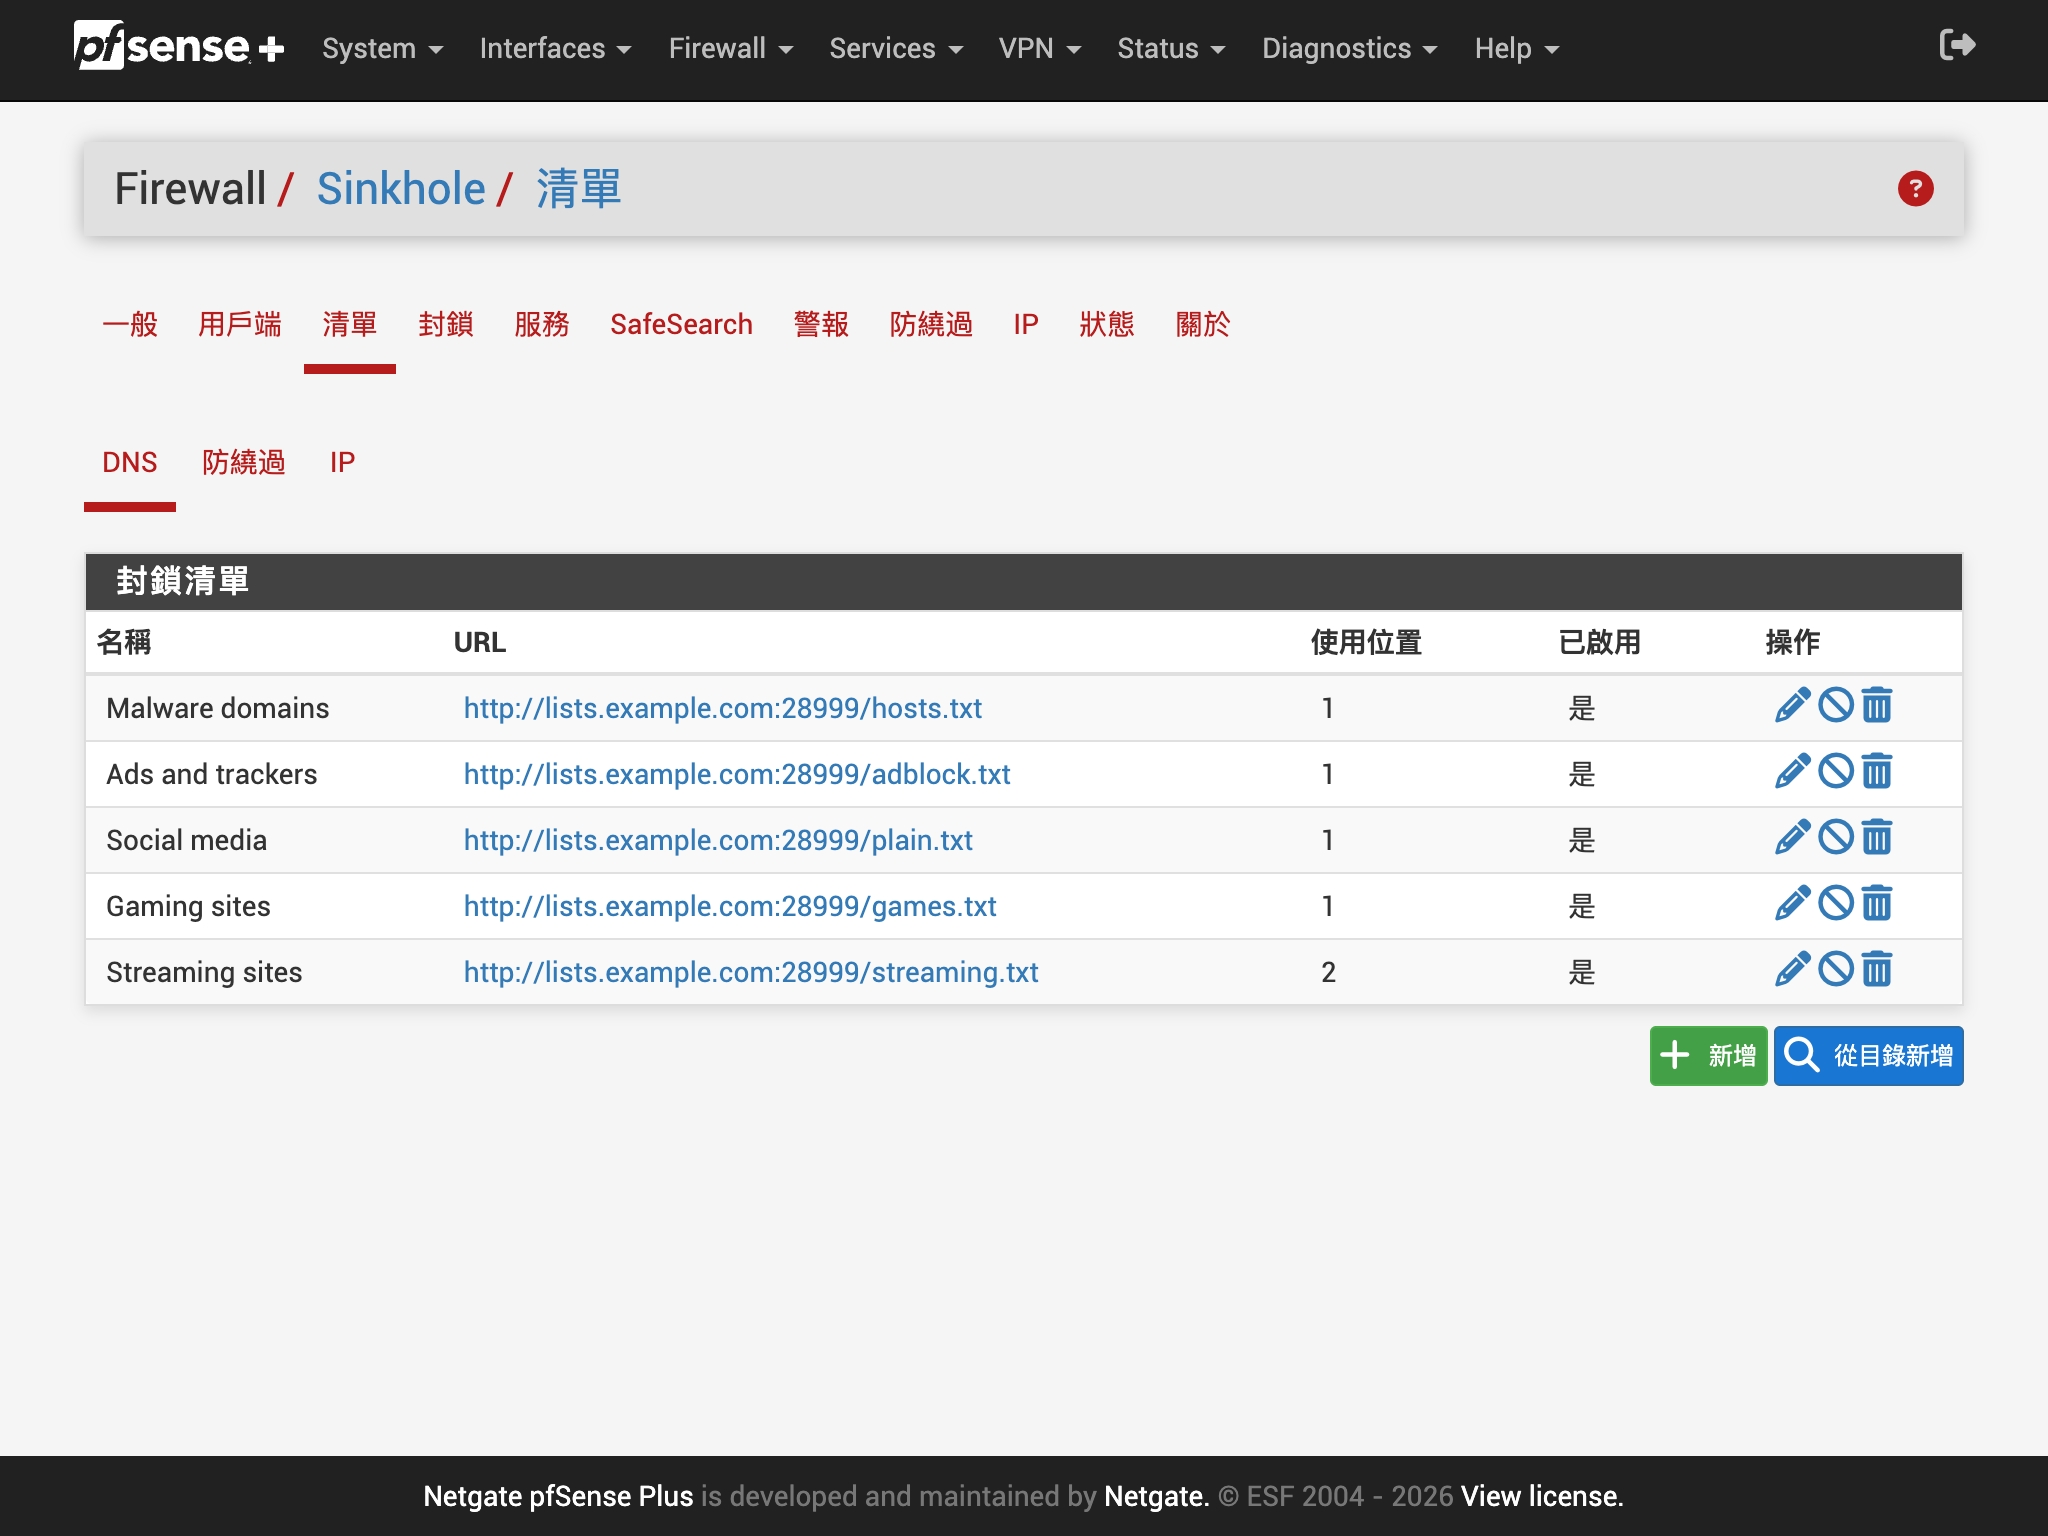 pfsense +
System Interfaces Firewall Services VPN Status Diagnostics Help
Firewall / Sinkhole / 清單
?
一般 用戶端 清單 封鎖 服務 SafeSearch 警報 防繞過 IP 狀態 關於
DNS 防繞過 IP
封鎖清單
名稱 URL 使用位置 已啟用 操作
Malware domains http://lists.example.com:28999/hosts.txt 1 是
Ads and trackers http://lists.example.com:28999/adblock.txt 1 是
Social media http://lists.example.com:28999/plain.txt 1 是
Gaming sites http://lists.example.com:28999/games.txt 1 是
Streaming sites http://lists.example.com:28999/streaming.txt 2 是
新增 從目錄新增
Netgate pfSense Plus is developed and maintained by Netgate. © ESF 2004 - 2026 View license.